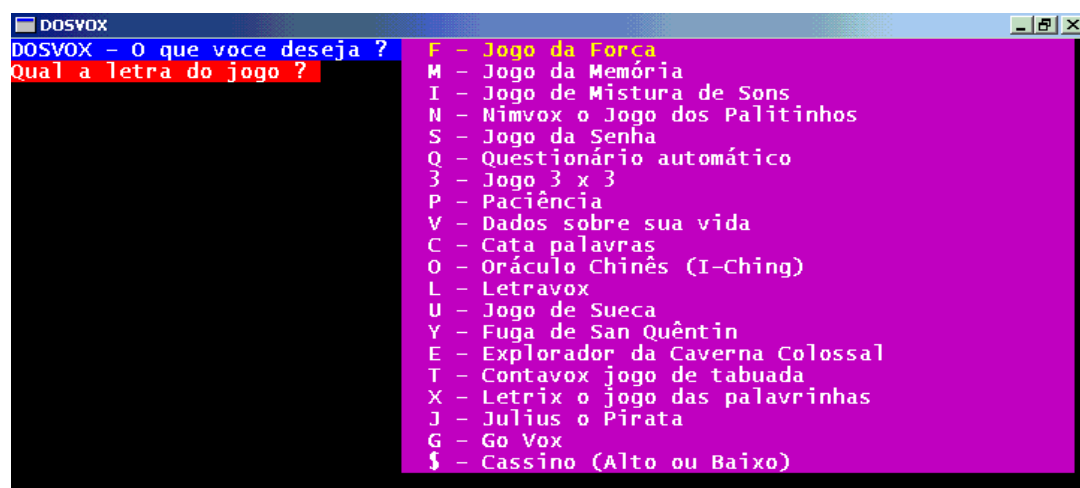 DOSVOX
DOSVOX - O que voce deseja ?
Qual a letra do jogo ?
F - Jogo da Forca
M - Jogo da Memória
I - Jogo de Mistura de Sons
N - Nimvox o Jogo dos Palitinhos
S - Jogo da Senha
Q - Questionário automático
3 - Jogo 3 x 3
P - Paciência
V - Dados sobre sua vida
C - Cata palavras
O - Oráculo Chinês (I-Ching)
L - Letravox
U - Jogo de Sueca
Y - Fuga de San Quêntin
E - Explorador da Caverna Colossal
T - Contavox jogo de tabuada
X - Letrix o jogo das palavrinhas
J - Julius o Pirata
G - Go Vox
$ - Cassino (Alto ou Baixo)